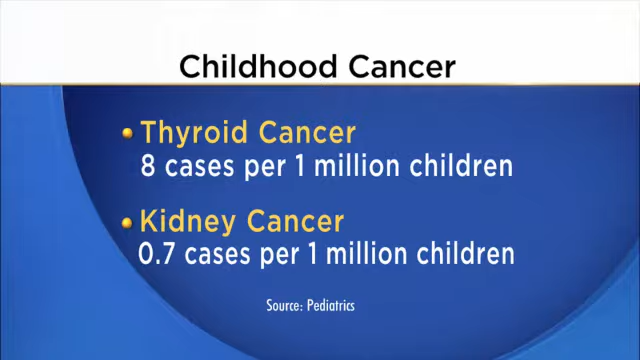 Childhood Cancer
Thyroid Cancer
8 cases per 1 million children
Kidney Cancer
0.7 cases per 1 million children
Source: Pediatrics